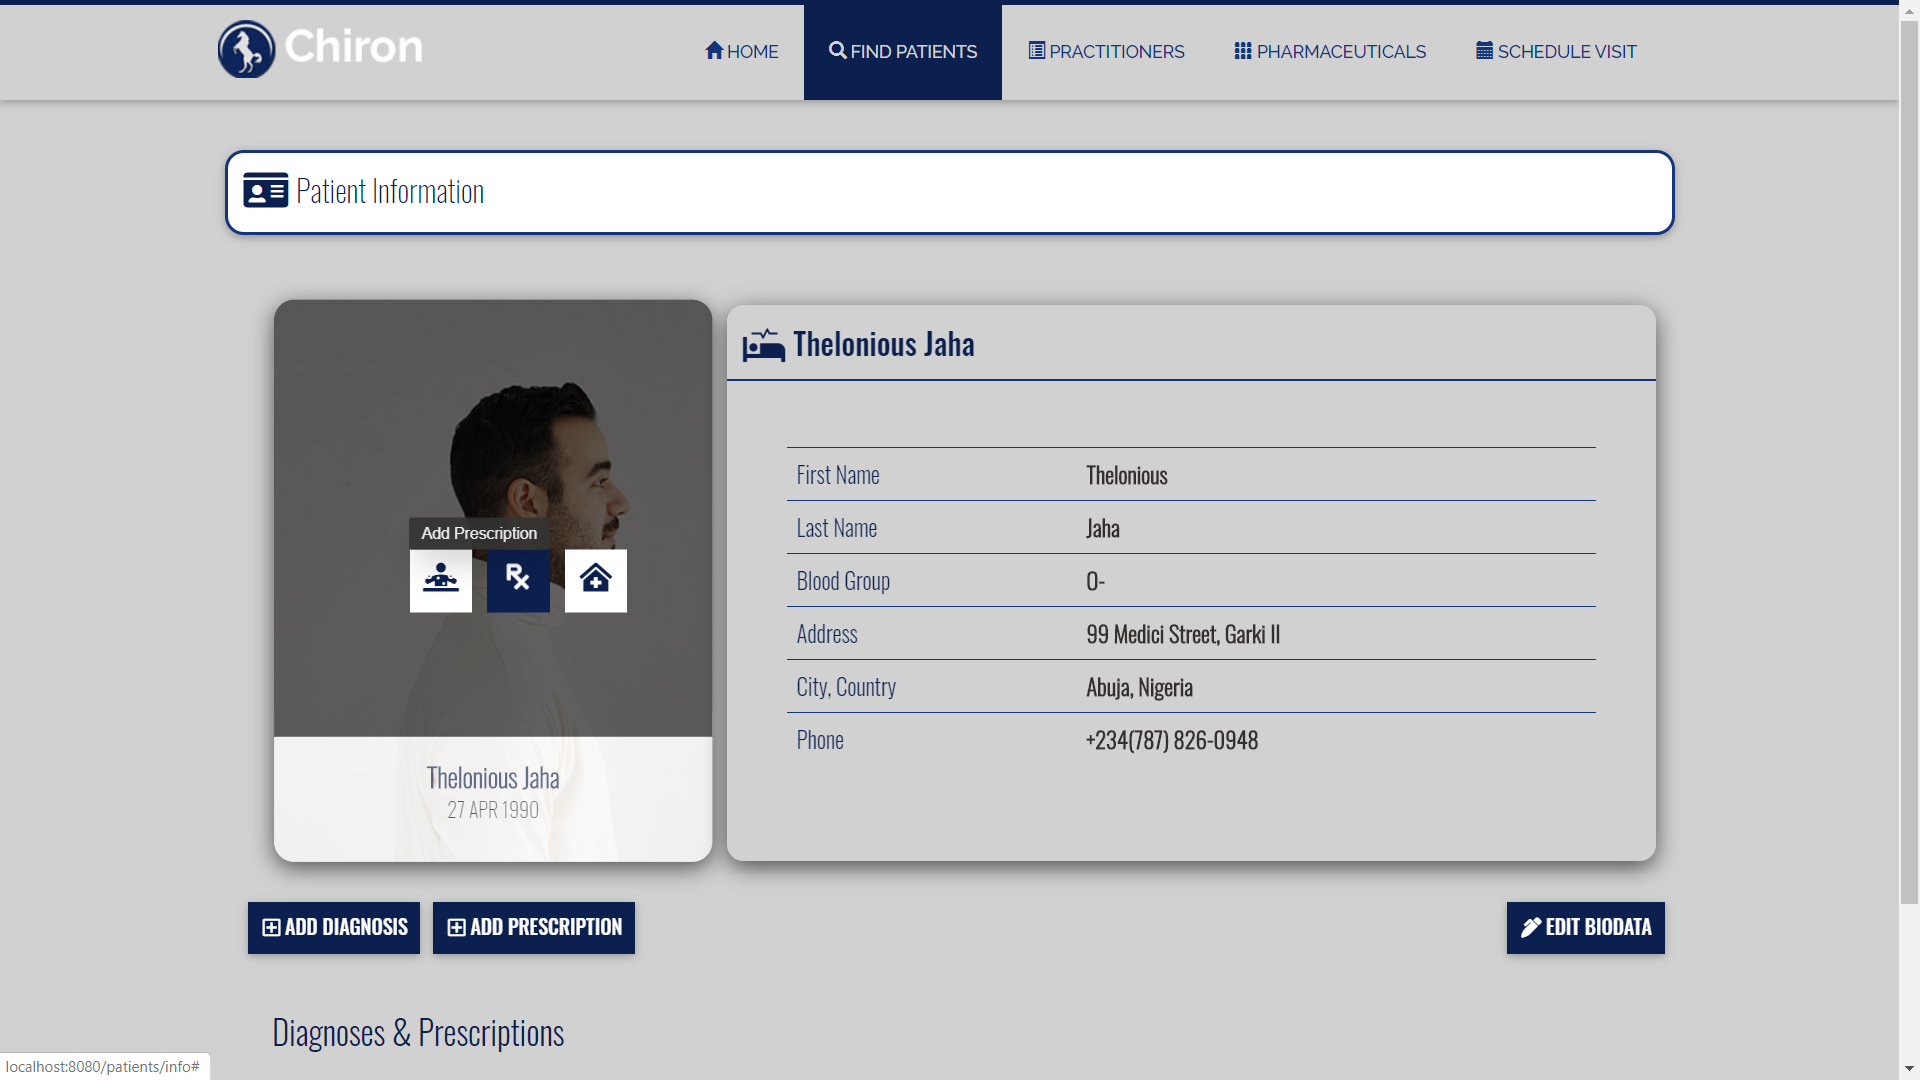 Chiron
HOME
FIND PATIENTS
PRACTITIONERS
PHARMACEUTICALS
SCHEDULE VISIT
Patient Information
Thelonious Jaha
First Name Thelonious
Last Name Jaha
Blood Group O-
Address 99 Medici Street, Garki II
City, Country Abuja, Nigeria
Phone +234(787) 826-0948
Add Prescription
Rx
Thelonious Jaha
27 APR 1990
ADD DIAGNOSIS
ADD PRESCRIPTION
EDIT BIODATA
Diagnoses & Prescriptions
localhost:8080/patients/info#